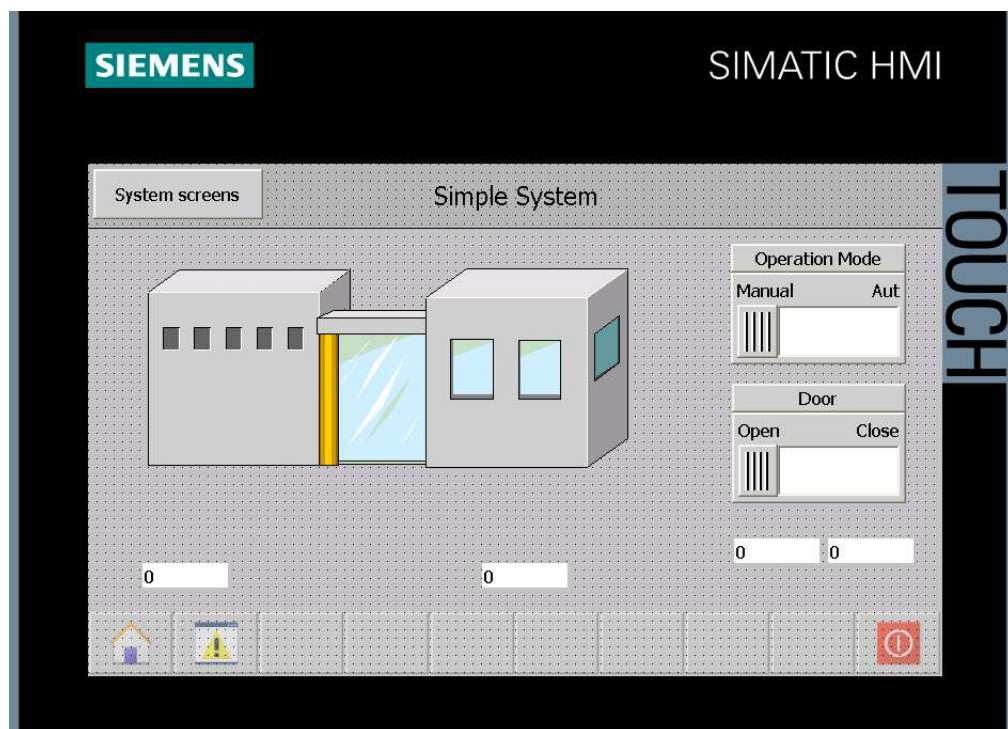 SIEMENS
SIMATIC HMI
TOUCH
System screens
Simple System
Operation Mode
Manual Aut
Door
Open Close
0 0
0 0